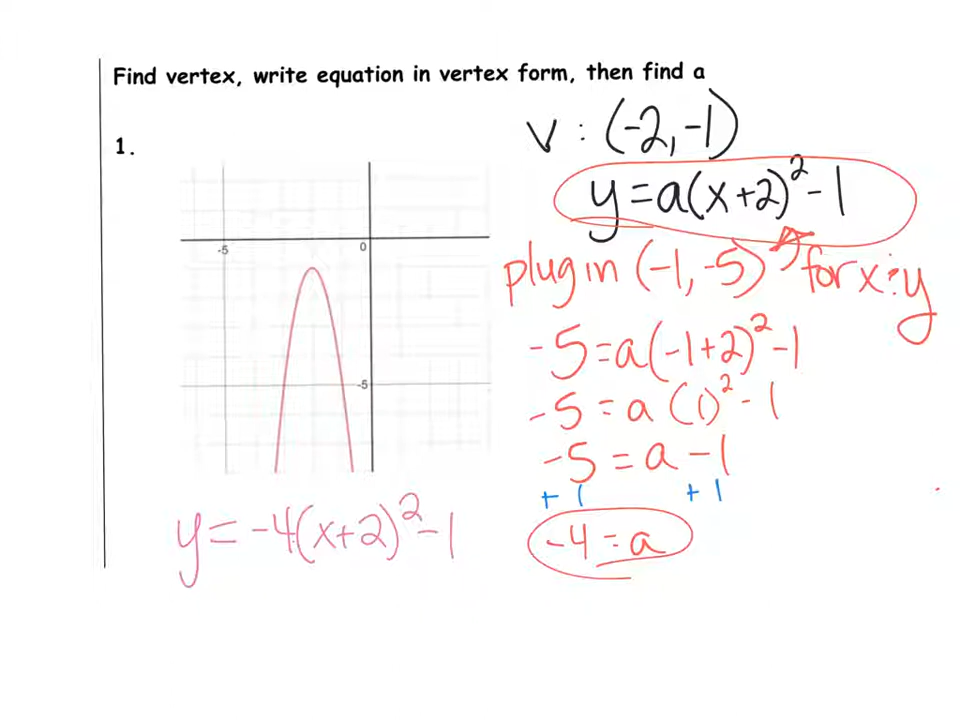 Find vertex, write equation in vertex form, then find a
V : (-2, -1)
1.
y = a(x+2)² - 1
-5
0
plug in (-1, -5) for x & y
-5 = a(-1+2)² - 1
-5
-5 = a (1)² - 1
-5 = a - 1
+ 1 + 1
y = -4(x+2)² - 1
-4 = a